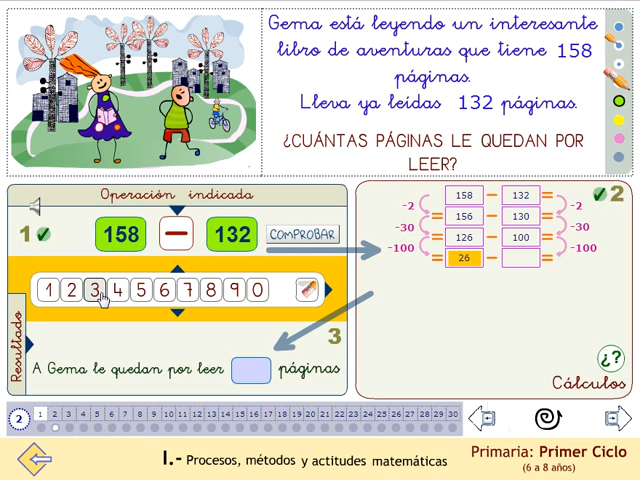 Gema está leyendo un interesante
libro de aventuras que tiene 158
páginas.
Lleva ya leídas 132 páginas.
¿CUÁNTAS PÁGINAS LE QUEDAN POR
LEER?
Operación indicada
1
158 − 132 COMPROBAR
1 2 3 4 5 6 7 8 9 0
Resultado
3
A Gema le quedan por leer páginas
2
158 − 132 =
-2 -2
= 156 − 130 =
-30 -30
= 126 − 100 =
-100 -100
= 26 − =
¿?
Cálculos
2 1 2 3 4 5 6 7 8 9 10 11 12 13 14 15 16 17 18 19 20 21 22 23 24 25 26 27 28 29 30
I.- Procesos, métodos y actitudes matemáticas
Primaria: Primer Ciclo
(6 a 8 años)